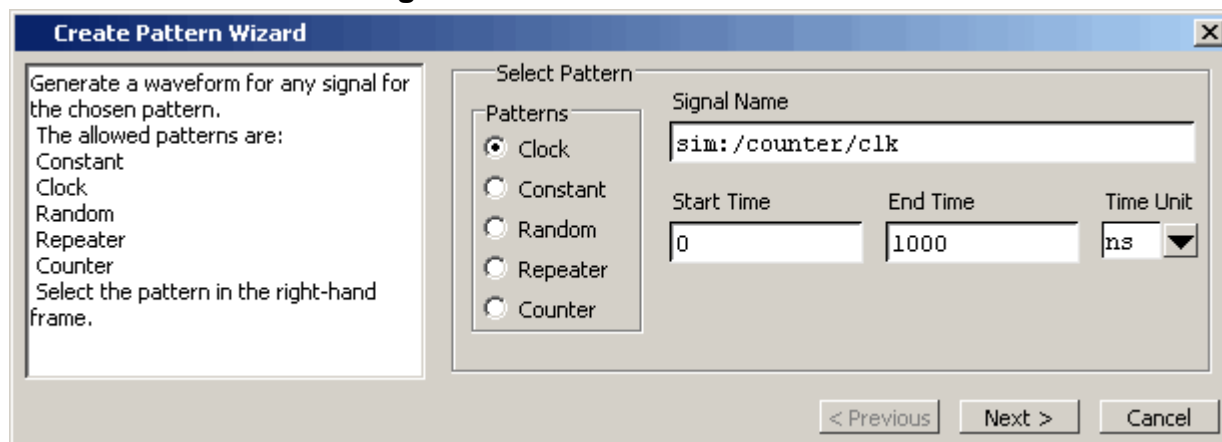 Create Pattern Wizard
Generate a waveform for any signal for
the chosen pattern.
The allowed patterns are:
Constant
Clock
Random
Repeater
Counter
Select the pattern in the right-hand
frame.
Select Pattern
Patterns
Clock
Constant
Random
Repeater
Counter
Signal Name
sim:/counter/clk
Start Time
End Time
Time Unit
0
1000
ns
< Previous
Next >
Cancel